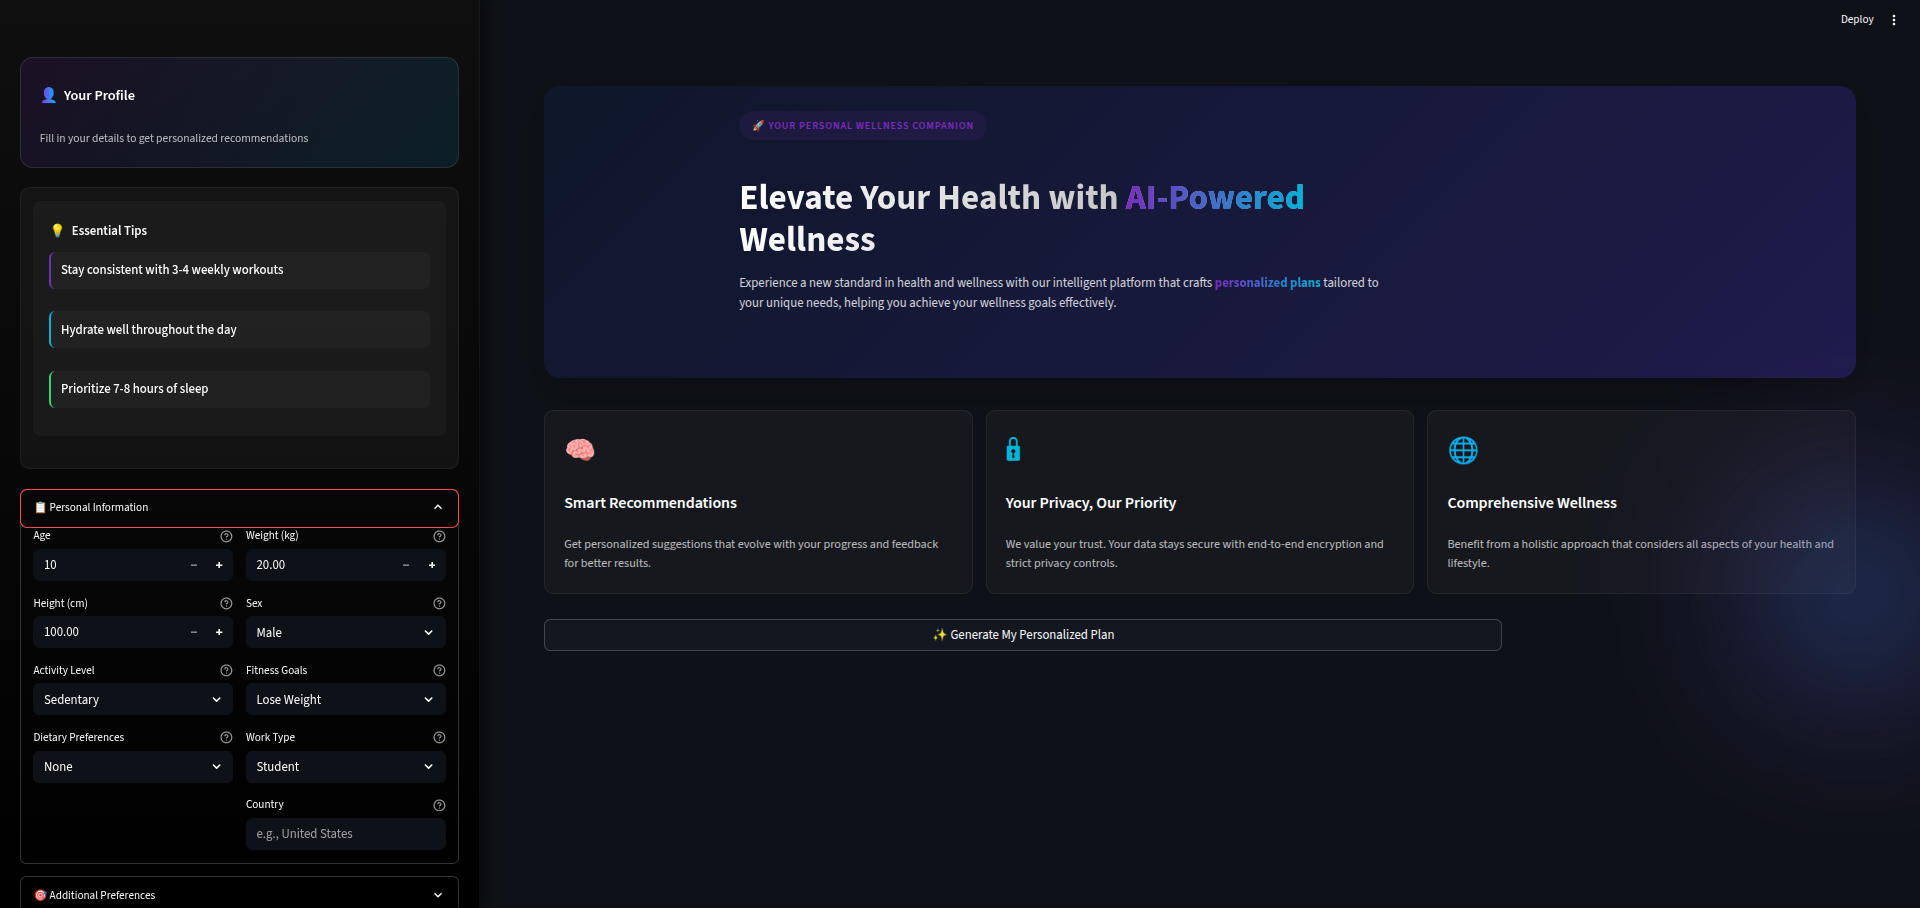 Deploy
Your Profile
Fill in your details to get personalized recommendations
Essential Tips
Stay consistent with 3-4 weekly workouts
Hydrate well throughout the day
Prioritize 7-8 hours of sleep
Personal Information
Age
Weight (kg)
10
20.00
Height (cm)
Sex
100.00
Male
Activity Level
Fitness Goals
Sedentary
Lose Weight
Dietary Preferences
Work Type
None
Student
Country
e.g., United States
Additional Preferences
YOUR PERSONAL WELLNESS COMPANION
Elevate Your Health with AI-Powered
Wellness
Experience a new standard in health and wellness with our intelligent platform that crafts personalized plans tailored to
your unique needs, helping you achieve your wellness goals effectively.
Smart Recommendations
Get personalized suggestions that evolve with your progress and feedback
for better results.
Your Privacy, Our Priority
We value your trust. Your data stays secure with end-to-end encryption and
strict privacy controls.
Comprehensive Wellness
Benefit from a holistic approach that considers all aspects of your health and
lifestyle.
✨ Generate My Personalized Plan